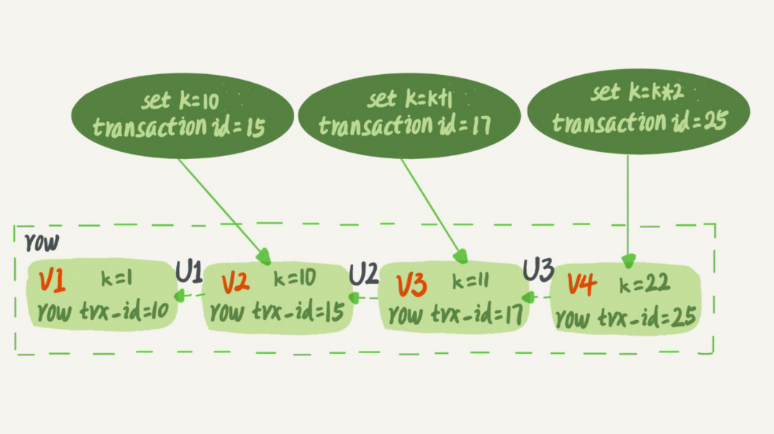 set k=10
transaction id=15
set k=k+1
transaction id=17
set k=k*2
transaction id=25
row
V1 k=1
row trx-id=10
U1
V2 k=10
row trx-id=15
U2
V3 k=11
row trx-id=17
U3
V4 k=22
row trx-id=25